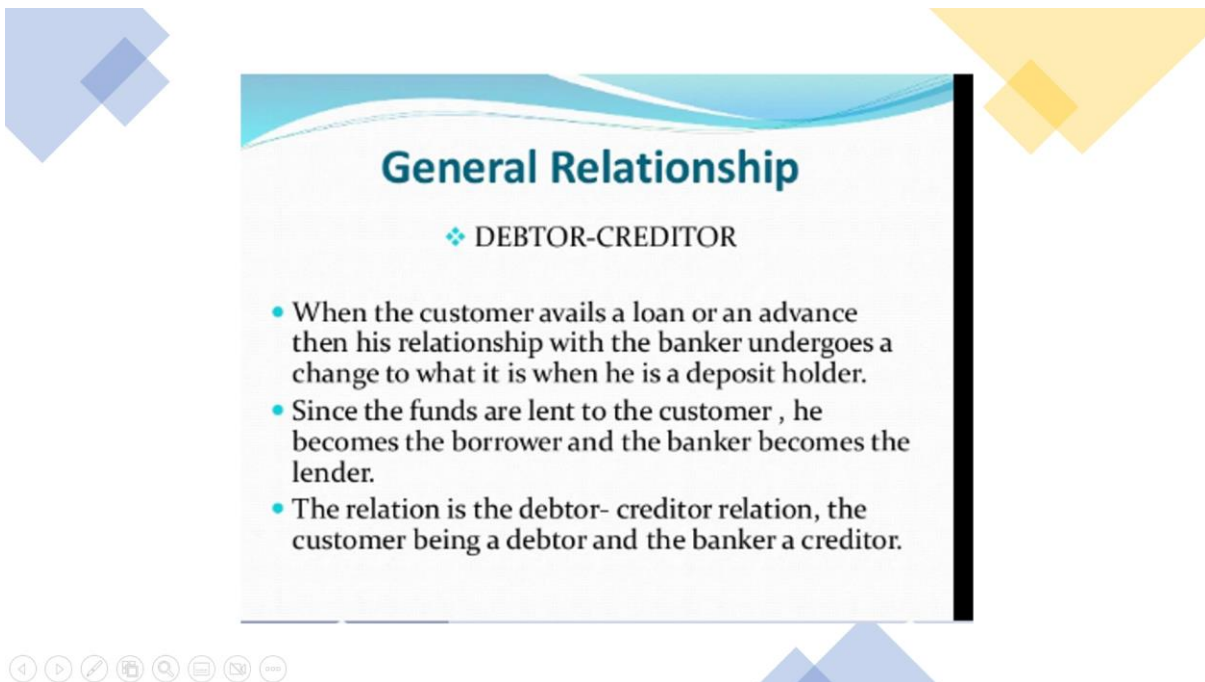 General Relationship
❖ DEBTOR-CREDITOR
• When the customer avails a loan or an advance
then his relationship with the banker undergoes a
change to what it is when he is a deposit holder.
• Since the funds are lent to the customer , he
becomes the borrower and the banker becomes the
lender.
• The relation is the debtor- creditor relation, the
customer being a debtor and the banker a creditor.